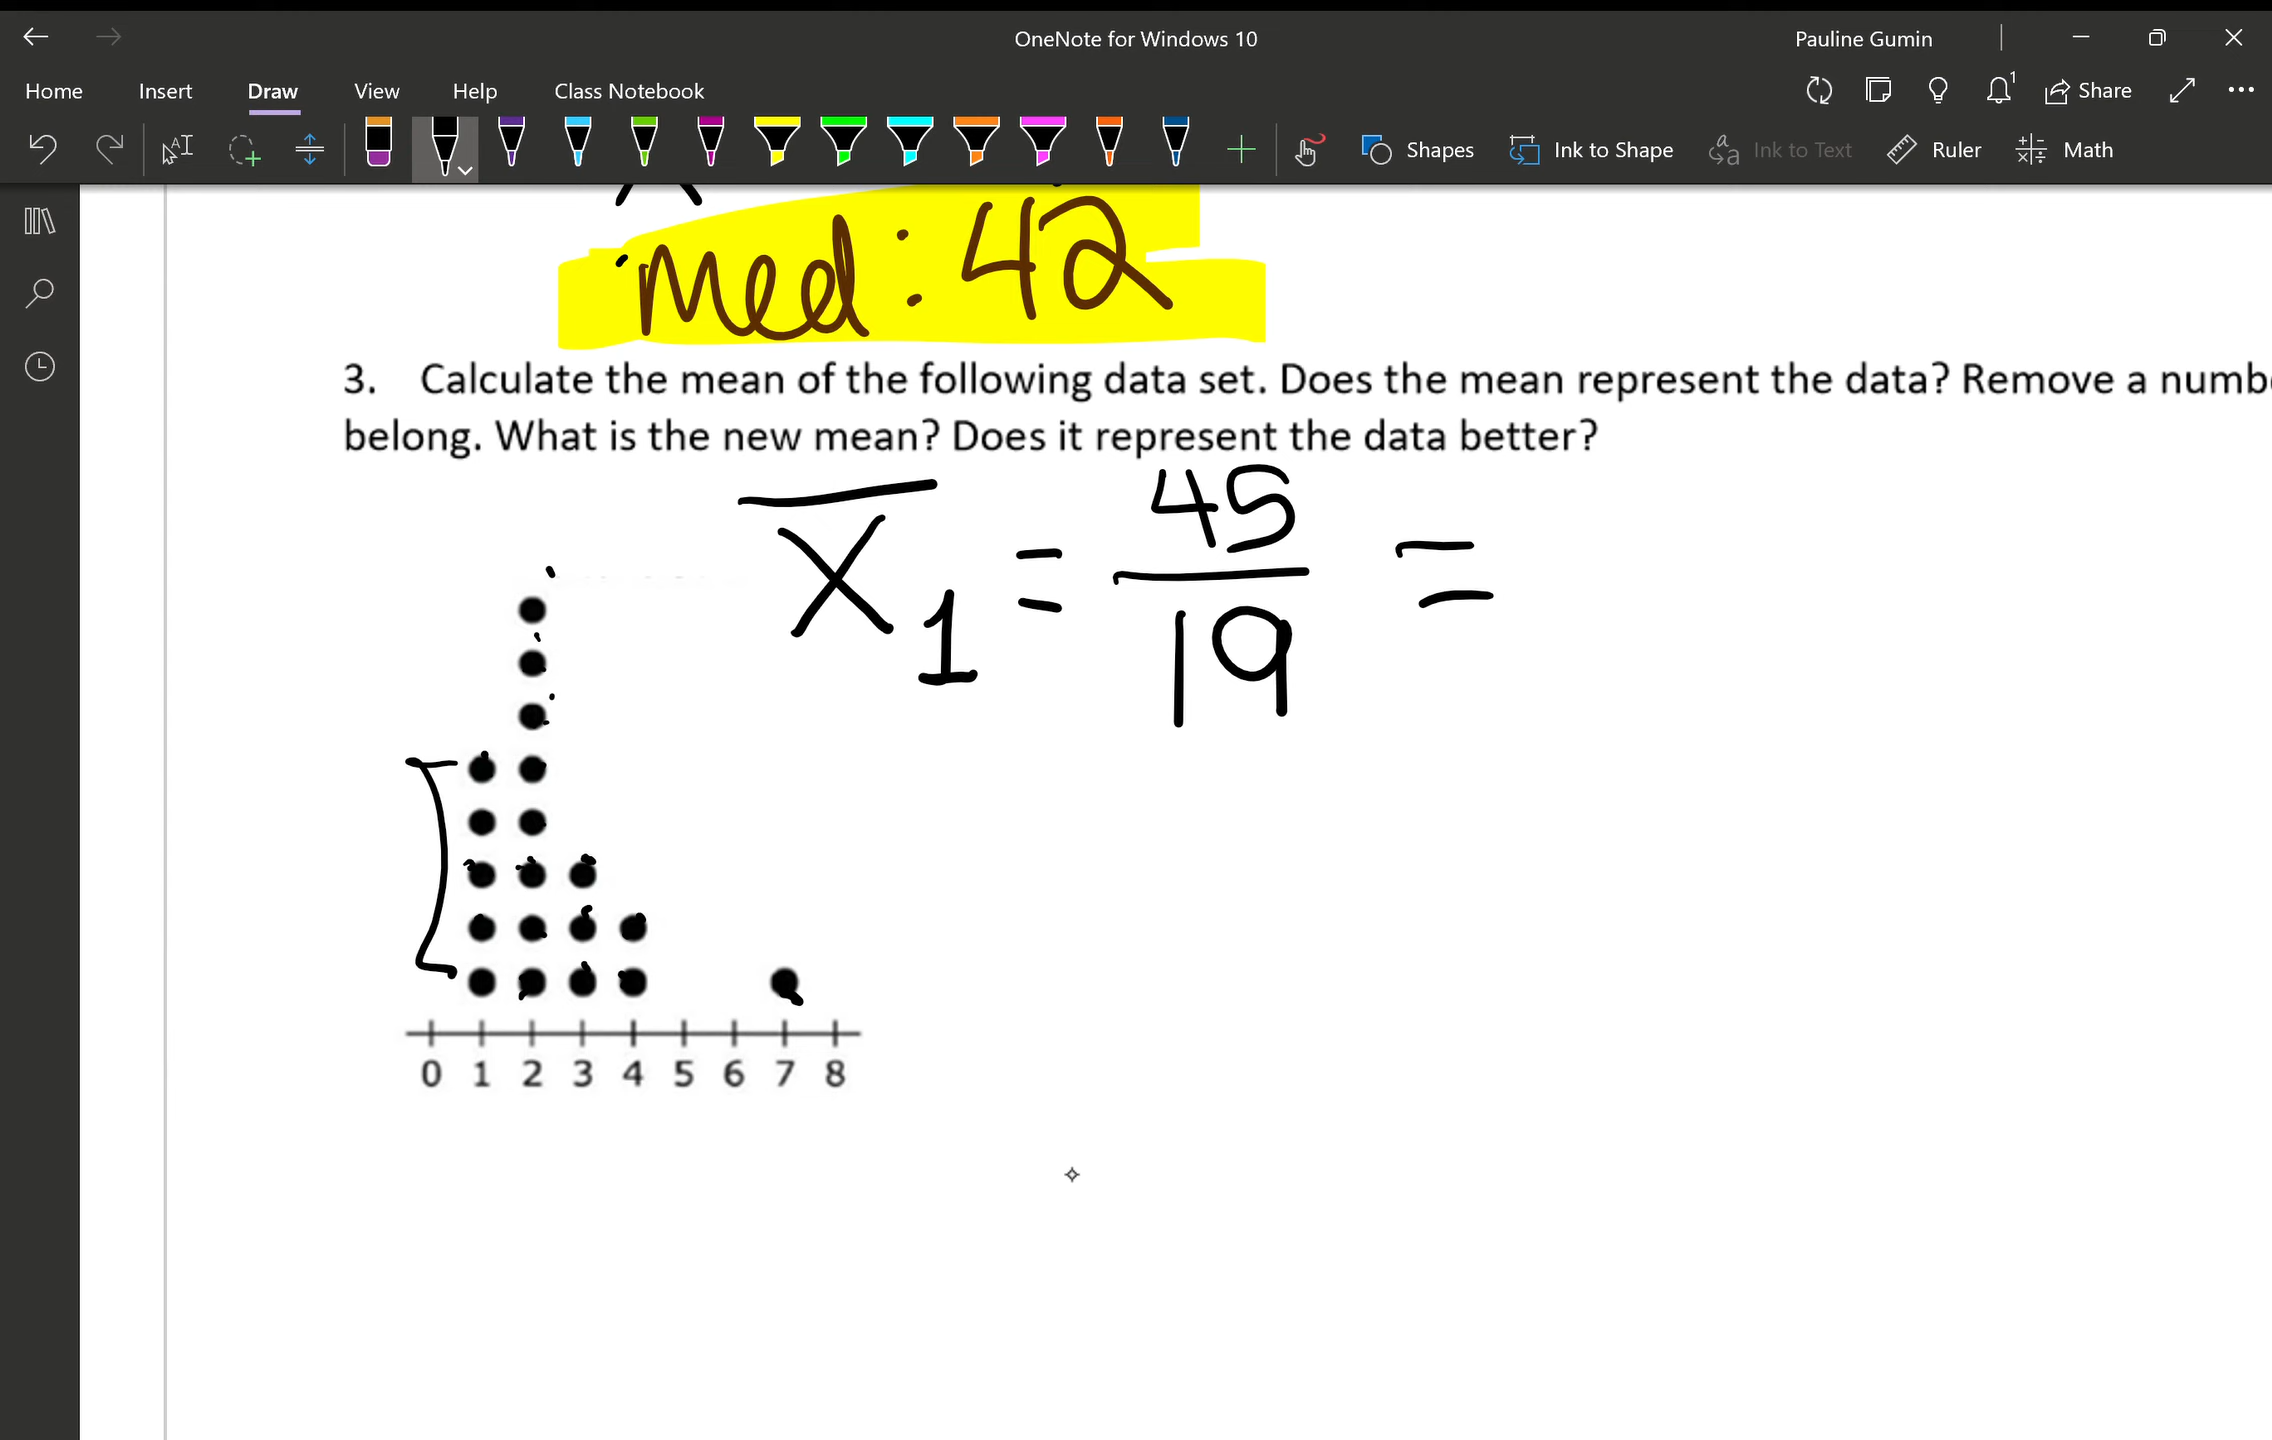 OneNote for Windows 10
Pauline Gumin
Home Insert Draw View Help Class Notebook
1 Share
Shapes Ink to Shape Ink to Text Ruler Math
med: 42
3. Calculate the mean of the following data set. Does the mean represent the data? Remove a numb
belong. What is the new mean? Does it represent the data better?
X̅₁ = 45/19 =
0 1 2 3 4 5 6 7 8